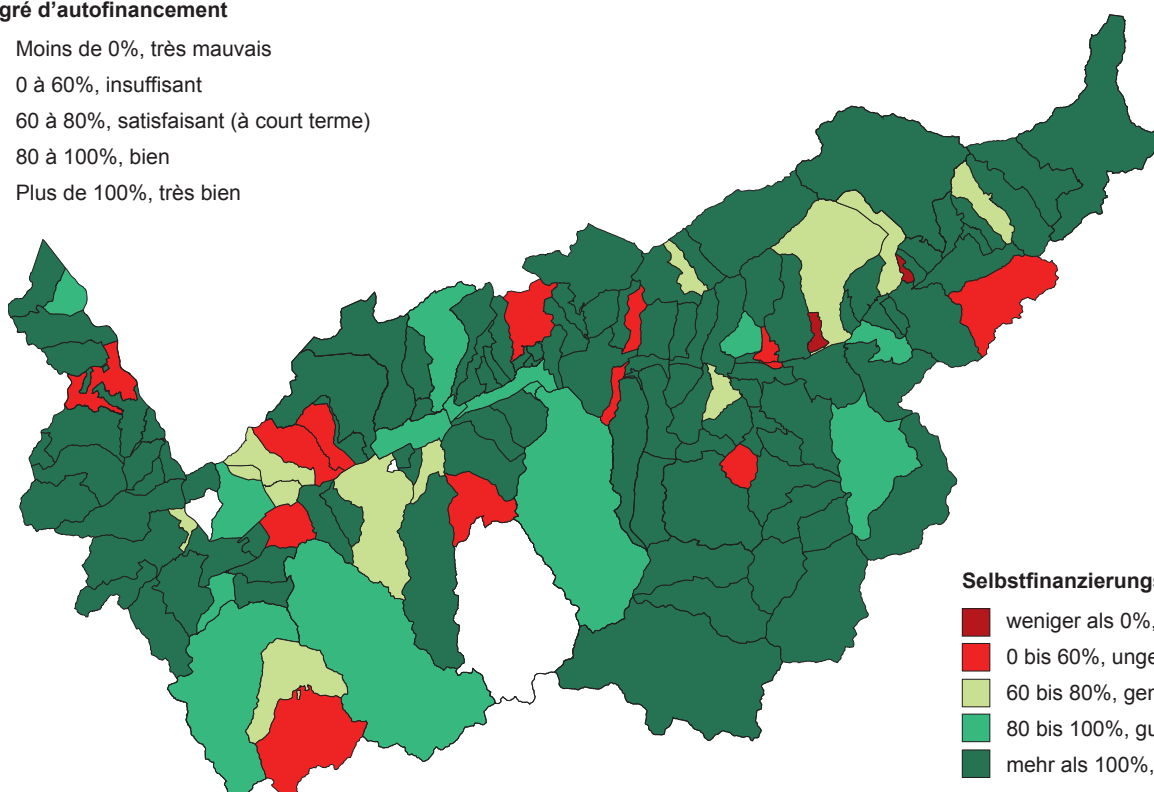 gré d’autofinancement
Moins de 0%, très mauvais
0 à 60%, insuffisant
60 à 80%, satisfaisant (à court terme)
80 à 100%, bien
Plus de 100%, très bien
Selbstfinanzierungs
weniger als 0%,
0 bis 60%, unge
60 bis 80%, gen
80 bis 100%, gu
mehr als 100%,